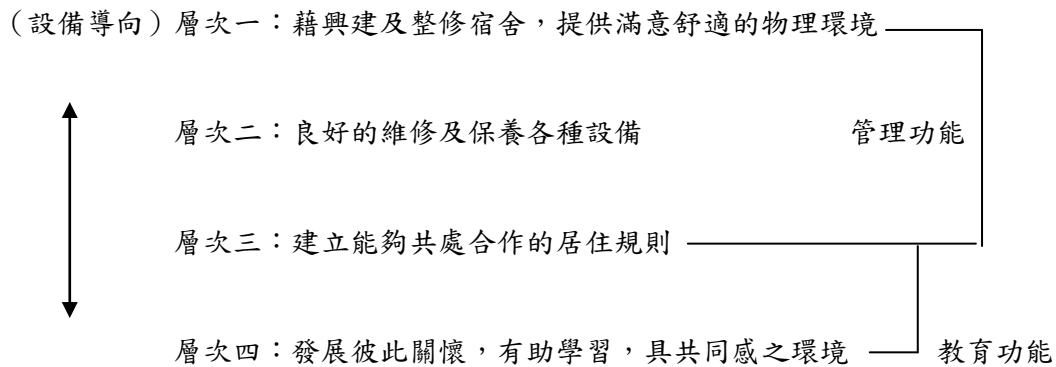 （設備導向）層次一：藉興建及整修宿舍，提供滿意舒適的物理環境
層次二：良好的維修及保養各種設備 管理功能
層次三：建立能夠共處合作的居住規則
層次四：發展彼此關懷，有助學習，具共同感之環境 教育功能